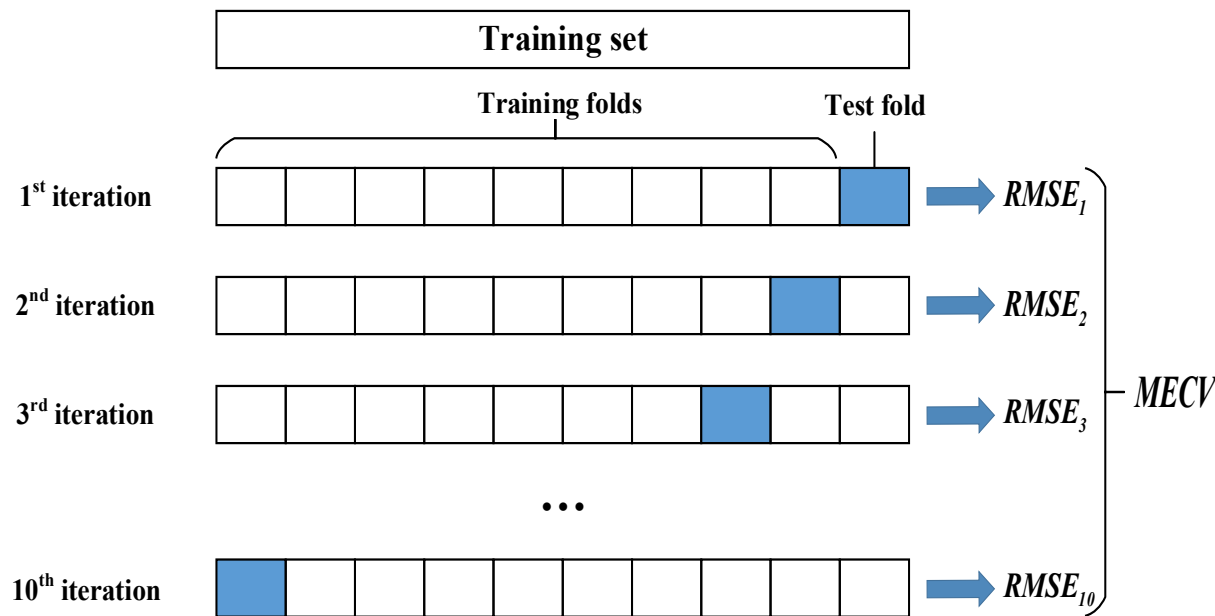 Training set
Training folds
Test fold
1st iteration
RMSE1
2nd iteration
RMSE2
3rd iteration
RMSE3
MECV
...
10th iteration
RMSE10